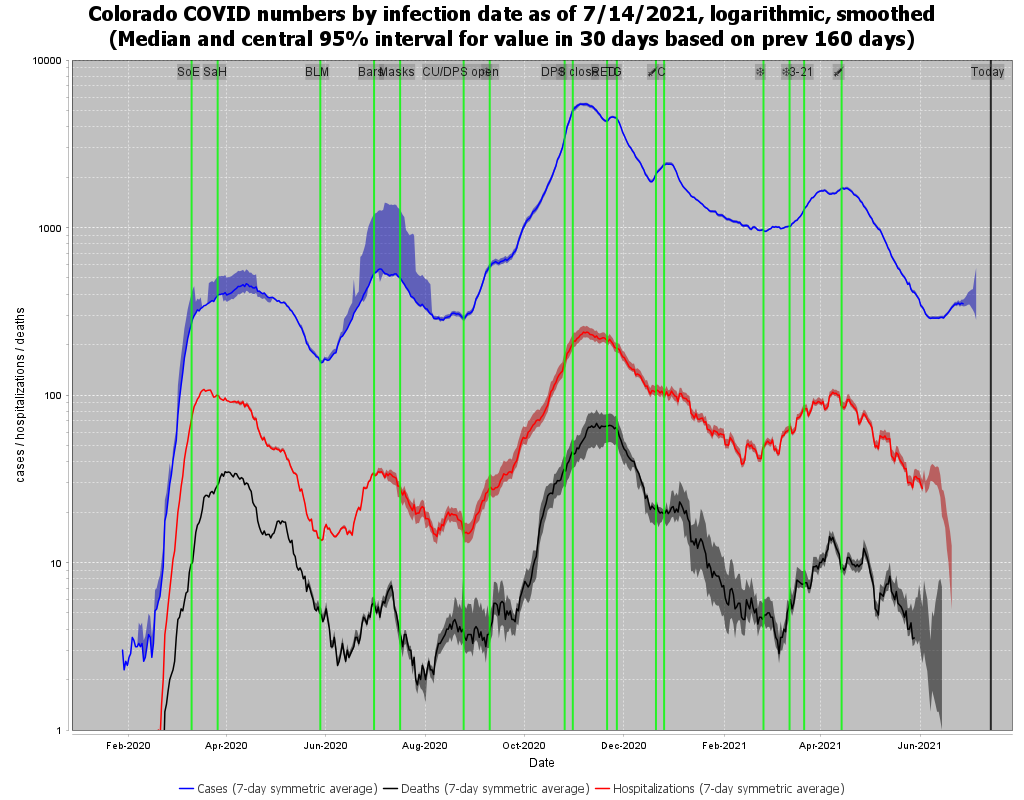 Colorado COVID numbers by infection date as of 7/14/2021, logarithmic, smoothed
(Median and central 95% interval for value in 30 days based on prev 160 days)
10000
SoE SaH BLM Bars Masks CU/DPS open DPS close RED TG C 3-21 Today
1000
100
10
1
cases / hospitalizations / deaths
Feb-2020 Apr-2020 Jun-2020 Aug-2020 Oct-2020 Dec-2020 Feb-2021 Apr-2021 Jun-2021
Date
Cases (7-day symmetric average) Deaths (7-day symmetric average) Hospitalizations (7-day symmetric average)